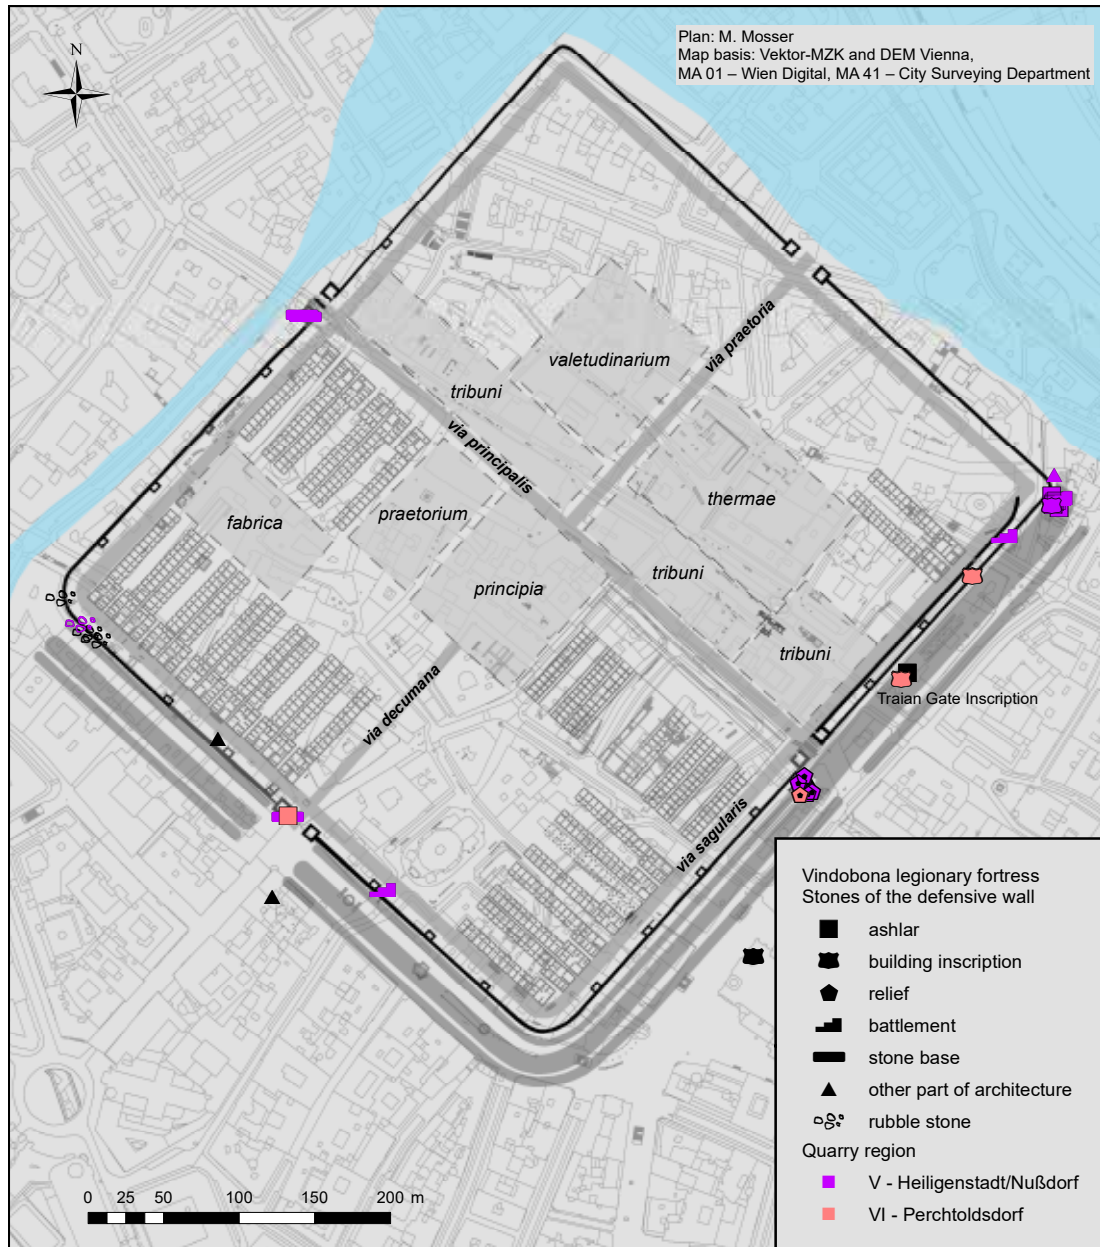 N
Plan: M. Mosser
Map basis: Vektor-MZK and DEM Vienna,
MA 01 – Wien Digital, MA 41 – City Surveying Department
via praetoria
valetudinarium
tribuni
via principalis
thermae
praetorium
fabrica
tribuni
principia
tribuni
Traian Gate Inscription
via decumana
via sagularis
Vindobona legionary fortress
Stones of the defensive wall
ashlar
building inscription
relief
battlement
stone base
other part of architecture
rubble stone
Quarry region
V - Heiligenstadt/Nußdorf
VI - Perchtoldsdorf
0 25 50 100 150 200 m